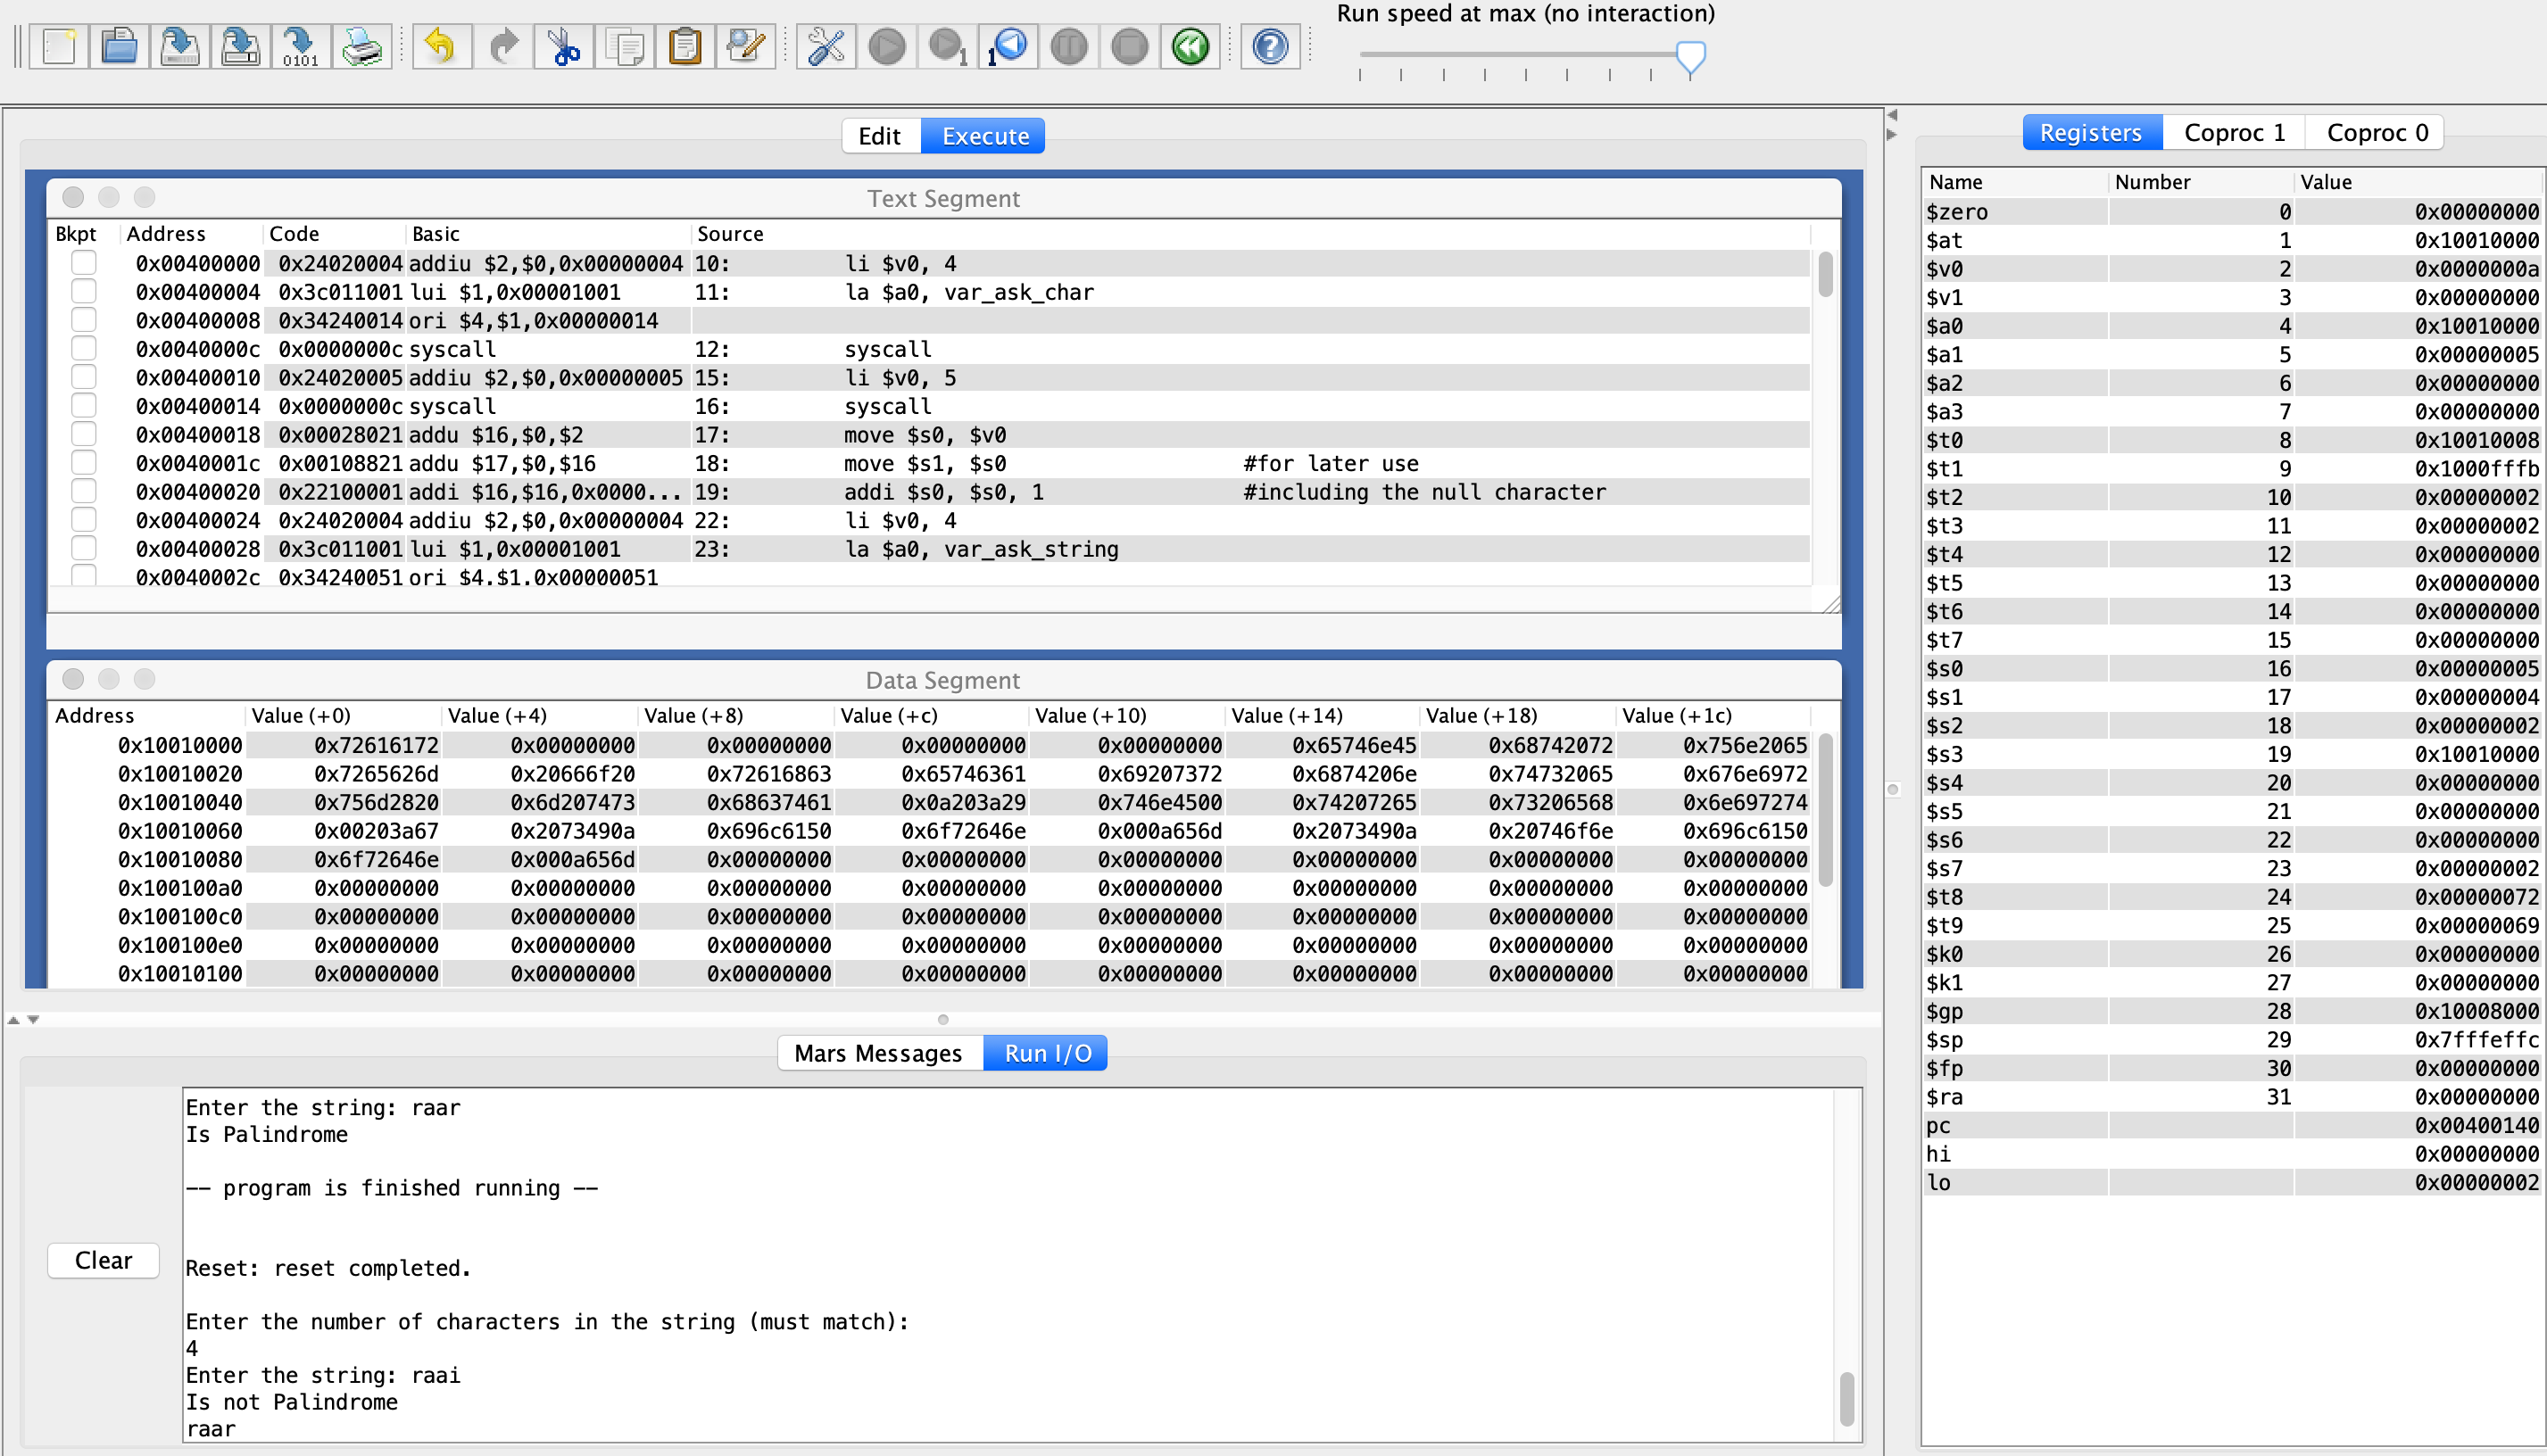 Run speed at max (no interaction)
0101
1
1
Edit Execute
Registers Coproc 1 Coproc 0
Text Segment
Bkpt Address Code Basic Source
0x00400000 0x24020004 addiu $2,$0,0x00000004 10: li $v0, 4
0x00400004 0x3c011001 lui $1,0x00001001 11: la $a0, var_ask_char
0x00400008 0x34240014 ori $4,$1,0x00000014
0x0040000c 0x0000000c syscall 12: syscall
0x00400010 0x24020005 addiu $2,$0,0x00000005 15: li $v0, 5
0x00400014 0x0000000c syscall 16: syscall
0x00400018 0x00028021 addu $16,$0,$2 17: move $s0, $v0
0x0040001c 0x00108821 addu $17,$0,$16 18: move $s1, $s0 #for later use
0x00400020 0x22100001 addi $16,$16,0x0000... 19: addi $s0, $s0, 1 #including the null character
0x00400024 0x24020004 addiu $2,$0,0x00000004 22: li $v0, 4
0x00400028 0x3c011001 lui $1,0x00001001 23: la $a0, var_ask_string
0x0040002c 0x34240051 ori $4,$1,0x00000051
Data Segment
Address Value (+0) Value (+4) Value (+8) Value (+c) Value (+10) Value (+14) Value (+18) Value (+1c)
0x10010000 0x72616172 0x00000000 0x00000000 0x00000000 0x00000000 0x65746e45 0x68742072 0x756e2065
0x10010020 0x7265626d 0x20666f20 0x72616863 0x65746361 0x69207372 0x6874206e 0x74732065 0x676e6972
0x10010040 0x756d2820 0x6d207473 0x68637461 0x0a203a29 0x746e4500 0x74207265 0x73206568 0x6e697274
0x10010060 0x00203a67 0x2073490a 0x696c6150 0x6f72646e 0x000a656d 0x2073490a 0x20746f6e 0x696c6150
0x10010080 0x6f72646e 0x000a656d 0x00000000 0x00000000 0x00000000 0x00000000 0x00000000 0x00000000
0x100100a0 0x00000000 0x00000000 0x00000000 0x00000000 0x00000000 0x00000000 0x00000000 0x00000000
0x100100c0 0x00000000 0x00000000 0x00000000 0x00000000 0x00000000 0x00000000 0x00000000 0x00000000
0x100100e0 0x00000000 0x00000000 0x00000000 0x00000000 0x00000000 0x00000000 0x00000000 0x00000000
0x10010100 0x00000000 0x00000000 0x00000000 0x00000000 0x00000000 0x00000000 0x00000000 0x00000000
Mars Messages Run I/O
Clear
Enter the string: raar
Is Palindrome
-- program is finished running --
Reset: reset completed.
Enter the number of characters in the string (must match):
4
Enter the string: raai
Is not Palindrome
raar
Name Number Value
$zero 0 0x00000000
$at 1 0x10010000
$v0 2 0x0000000a
$v1 3 0x00000000
$a0 4 0x10010000
$a1 5 0x00000005
$a2 6 0x00000000
$a3 7 0x00000000
$t0 8 0x10010008
$t1 9 0x1000fffb
$t2 10 0x00000002
$t3 11 0x00000002
$t4 12 0x00000000
$t5 13 0x00000000
$t6 14 0x00000000
$t7 15 0x00000000
$s0 16 0x00000005
$s1 17 0x00000004
$s2 18 0x00000002
$s3 19 0x10010000
$s4 20 0x00000000
$s5 21 0x00000000
$s6 22 0x00000000
$s7 23 0x00000002
$t8 24 0x00000072
$t9 25 0x00000069
$k0 26 0x00000000
$k1 27 0x00000000
$gp 28 0x10008000
$sp 29 0x7fffeffc
$fp 30 0x00000000
$ra 31 0x00000000
pc 0x00400140
hi 0x00000000
lo 0x00000002